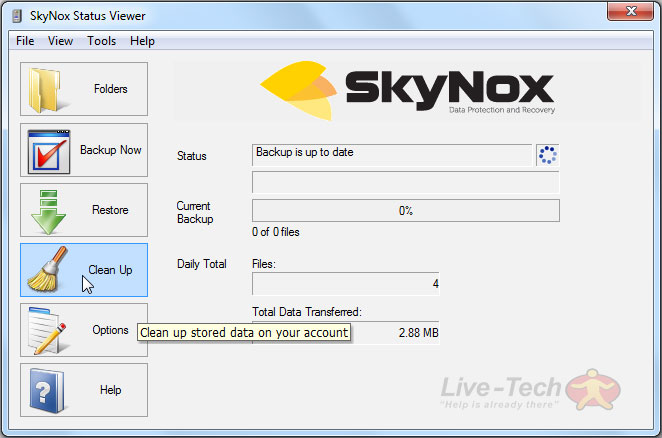 SkyNox Status Viewer
File View Tools Help
Folders
Backup Now
Restore
Clean Up
Options
Help
SkyNox
Data Protection and Recovery
Status
Backup is up to date
Current
Backup
0%
0 of 0 files
Daily Total
Files:
4
Total Data Transferred:
2.88 MB
Clean up stored data on your account
Live-Tech
"Help is already there"